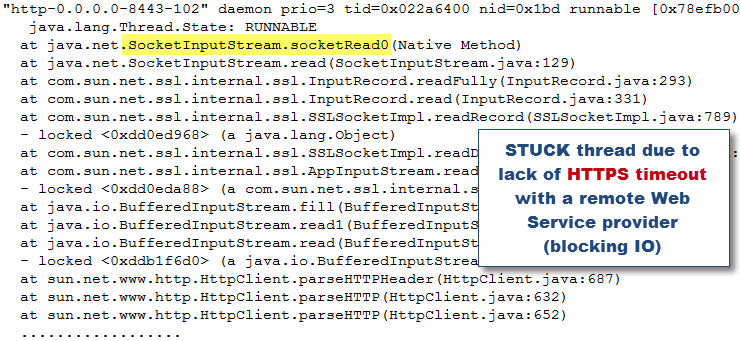 "http-0.0.0.0-8443-102" daemon prio=3 tid=0x022a6400 nid=0x1bd runnable [0x78efb00
java.lang.Thread.State: RUNNABLE
at java.net.SocketInputStream.socketRead0(Native Method)
at java.net.SocketInputStream.read(SocketInputStream.java:129)
at com.sun.net.ssl.internal.ssl.InputRecord.readFully(InputRecord.java:293)
at com.sun.net.ssl.internal.ssl.InputRecord.read(InputRecord.java:331)
at com.sun.net.ssl.internal.ssl.SSLSocketImpl.readRecord(SSLSocketImpl.java:789)
- locked <0xdd0ed968> (a java.lang.Object)
at com.sun.net.ssl.internal.ssl.SSLSocketImpl.readD
at com.sun.net.ssl.internal.ssl.AppInputStream.read
- locked <0xdd0eda88> (a com.sun.net.ssl.internal.s
at java.io.BufferedInputStream.fill(BufferedInputSt
at java.io.BufferedInputStream.read1(BufferedInputS
at java.io.BufferedInputStream.read(BufferedInputSt
- locked <0xddb1f6d0> (a java.io.BufferedInputStream
at sun.net.www.http.HttpClient.parseHTTPHeader(HttpClient.java:687)
at sun.net.www.http.HttpClient.parseHTTP(HttpClient.java:632)
at sun.net.www.http.HttpClient.parseHTTP(HttpClient.java:652)
..................
STUCK thread due to
lack of HTTPS timeout
with a remote Web
Service provider
(blocking IO)